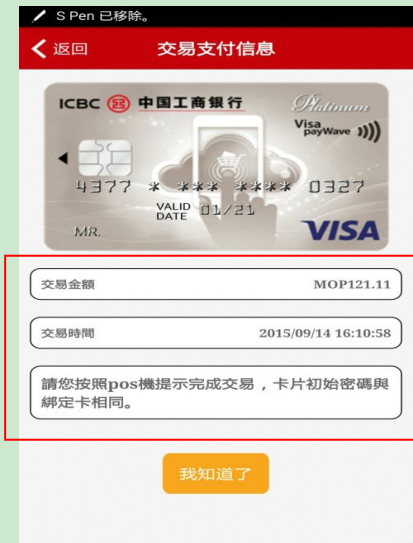 S Pen 已移除。
返回 交易支付信息
ICBC 中国工商银行 Platinum
Visa payWave
4377 * *** **** 0327
VALID DATE 01/21
MR. VISA
交易金額 MOP121.11
交易時間 2015/09/14 16:10:58
請您按照pos機提示完成交易，卡片初始密碼與
綁定卡相同。
我知道了